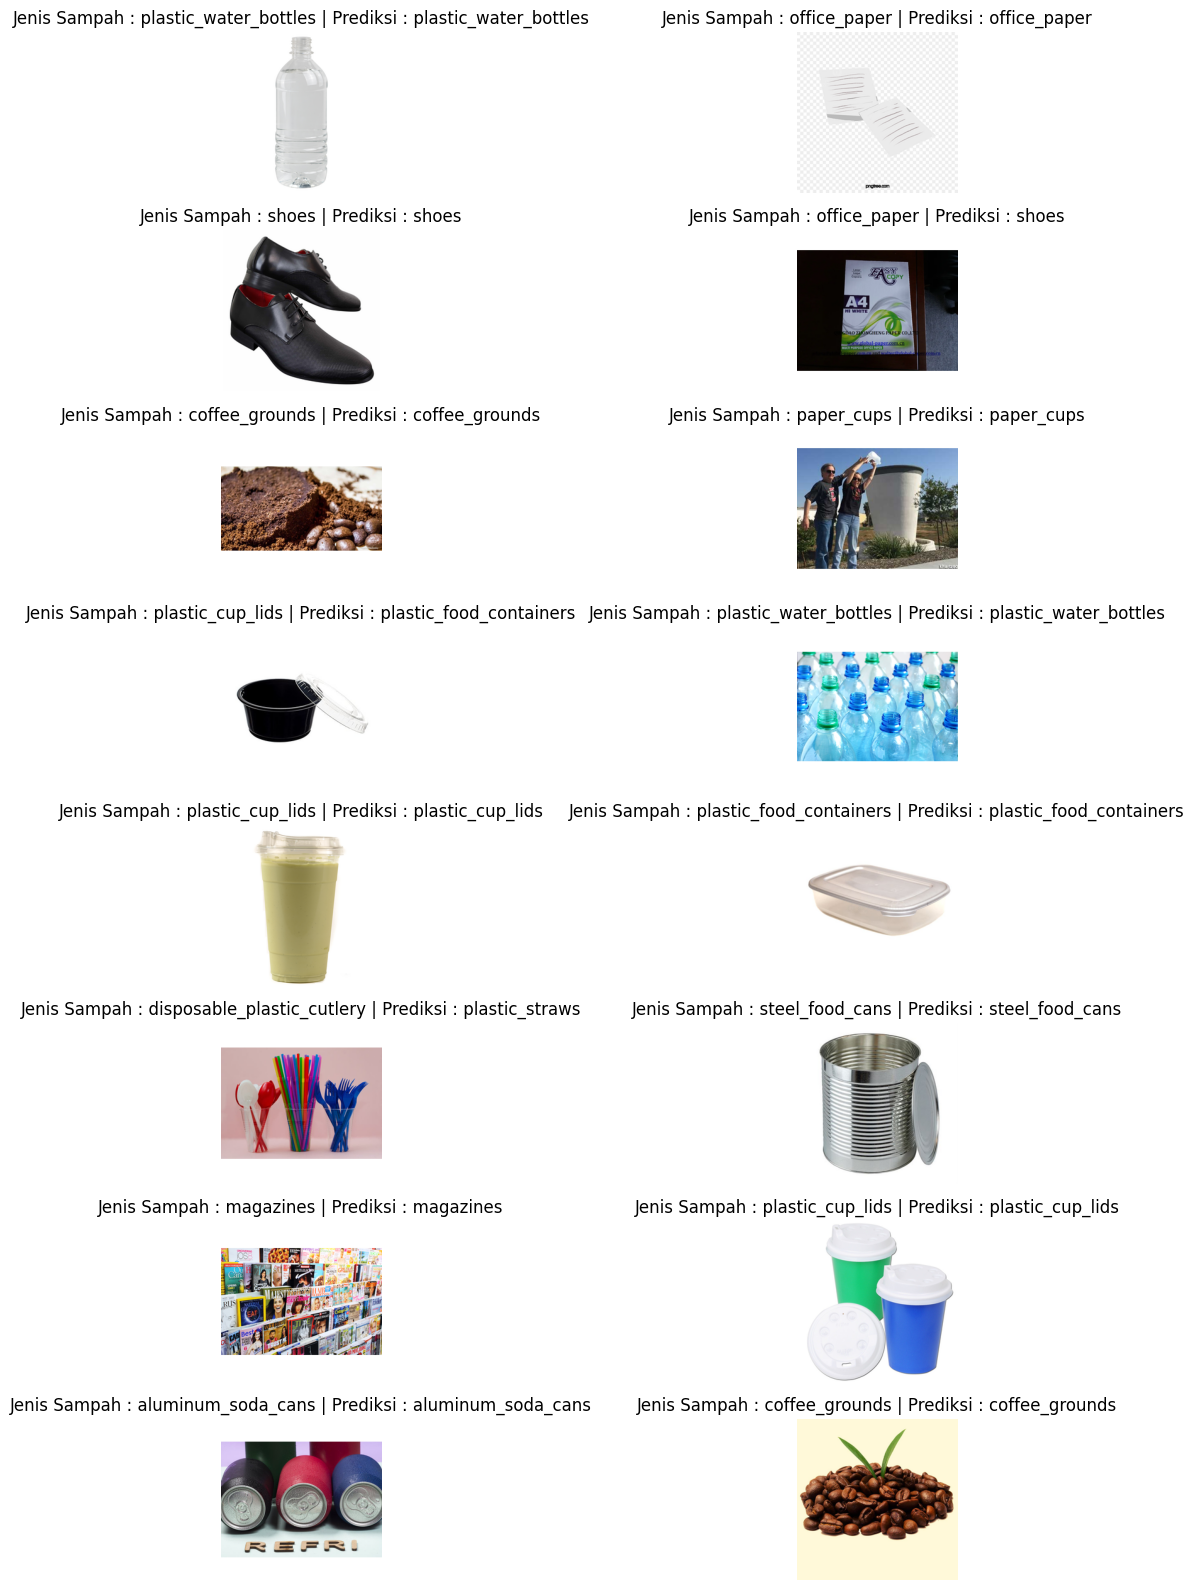 Jenis Sampah : plastic_water_bottles | Prediksi : plastic_water_bottles
Jenis Sampah : office_paper | Prediksi : office_paper
pngtree.com
Jenis Sampah : shoes | Prediksi : shoes
Jenis Sampah : office_paper | Prediksi : shoes
EASY
COPY
A4
HI WHITE
Jenis Sampah : coffee_grounds | Prediksi : coffee_grounds
Jenis Sampah : paper_cups | Prediksi : paper_cups
Jenis Sampah : plastic_cup_lids | Prediksi : plastic_food_containers
Jenis Sampah : plastic_water_bottles | Prediksi : plastic_water_bottles
Jenis Sampah : plastic_cup_lids | Prediksi : plastic_cup_lids
Jenis Sampah : plastic_food_containers | Prediksi : plastic_food_containers
Jenis Sampah : disposable_plastic_cutlery | Prediksi : plastic_straws
Jenis Sampah : steel_food_cans | Prediksi : steel_food_cans
Jenis Sampah : magazines | Prediksi : magazines
Jenis Sampah : plastic_cup_lids | Prediksi : plastic_cup_lids
Jenis Sampah : aluminum_soda_cans | Prediksi : aluminum_soda_cans
REFRI
Jenis Sampah : coffee_grounds | Prediksi : coffee_grounds